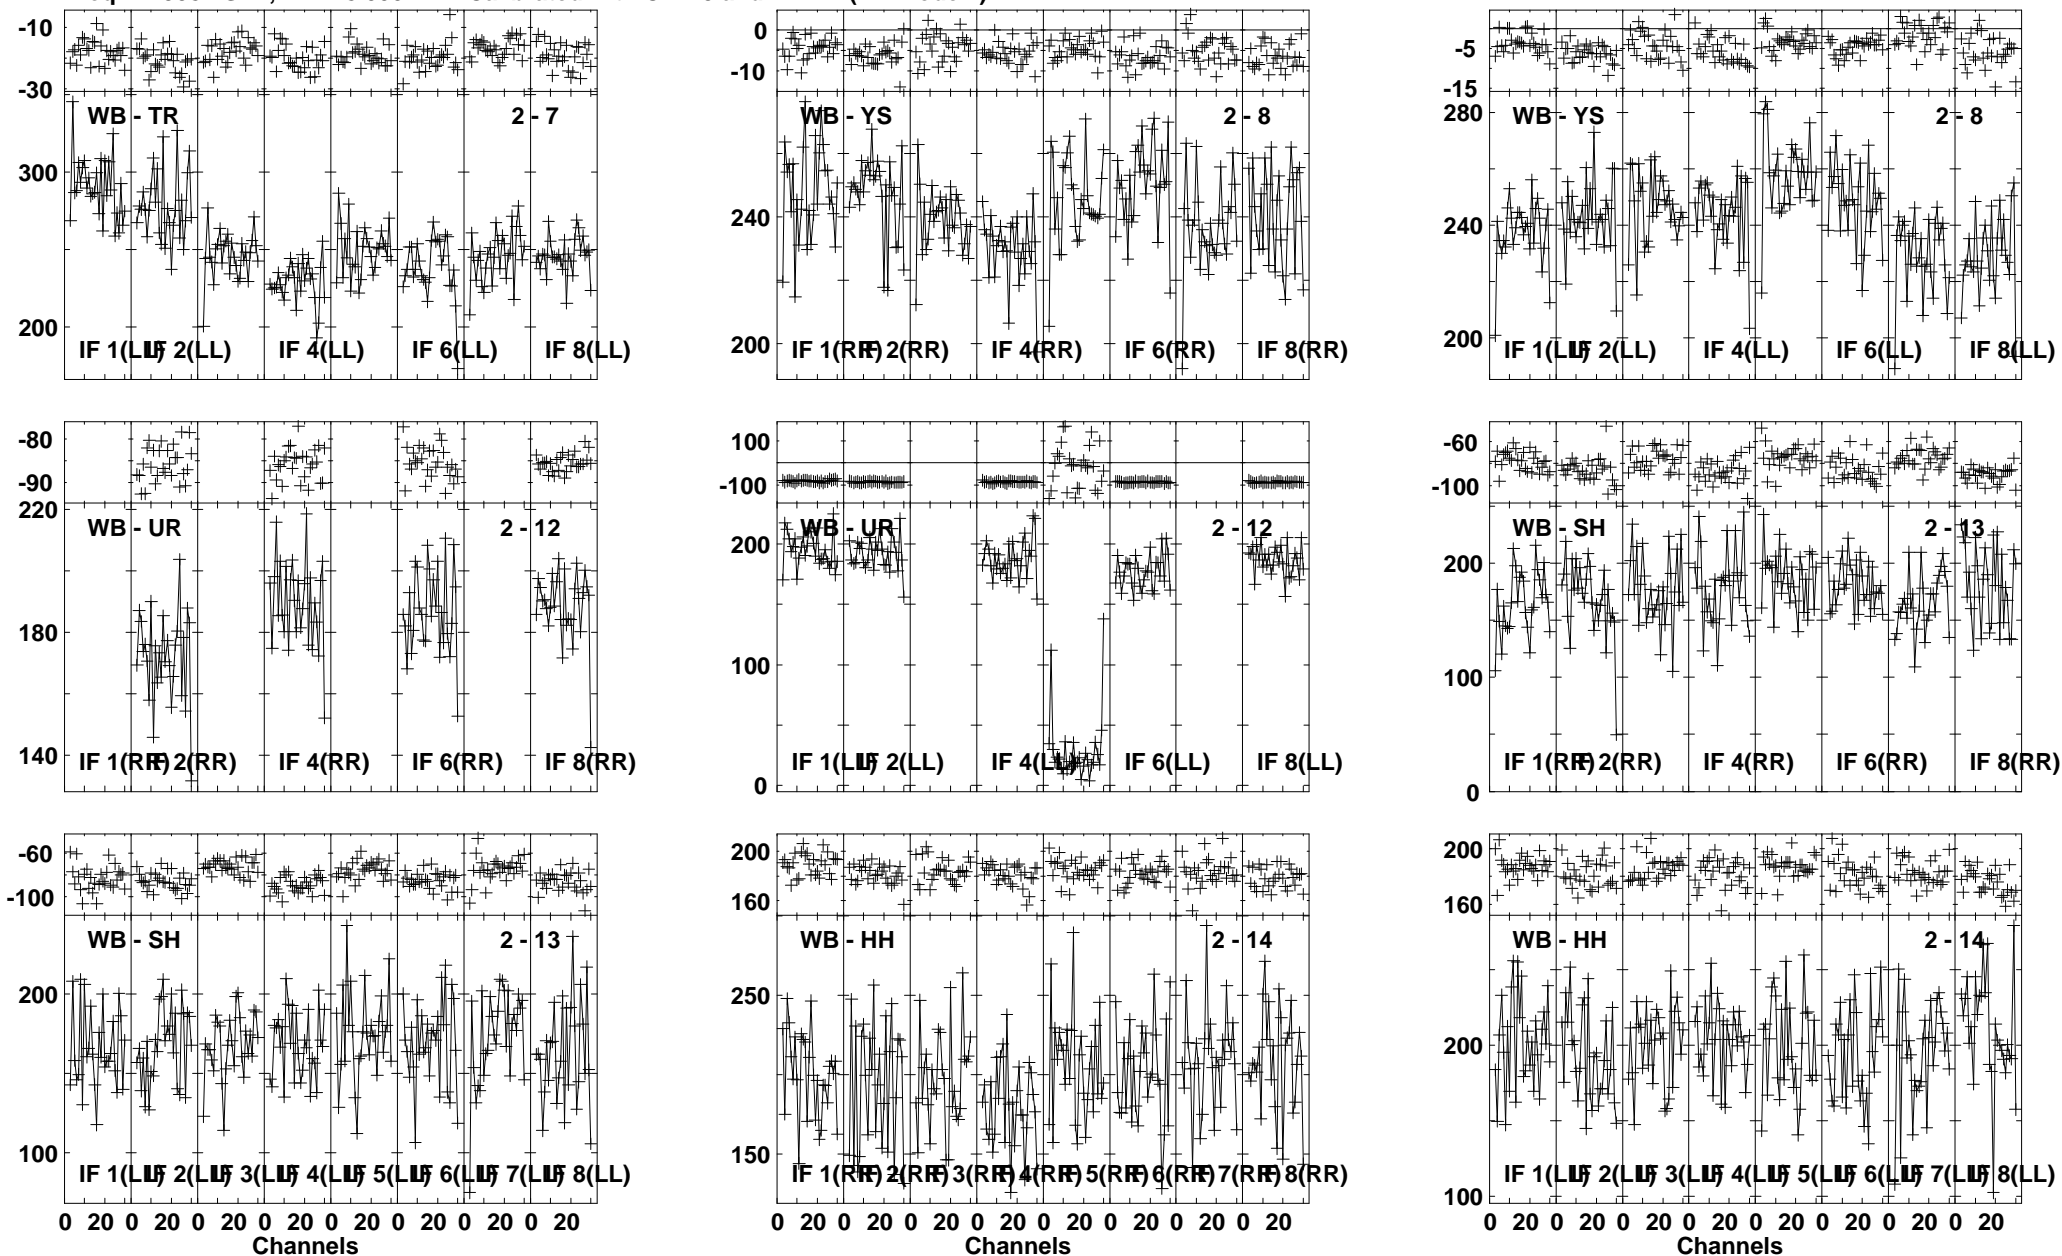 -10
-30
WB - TR 2 - 7
300
200
IF 1(LL) IF 2(LL) IF 4(LL) IF 6(LL) IF 8(LL)
0
-10
WB - YS 2 - 8
240
200
IF 1(RR) IF 2(RR) IF 4(RR) IF 6(RR) IF 8(RR)
-5
-15
280
WB - YS 2 - 8
240
200
IF 1(LL) IF 2(LL) IF 4(LL) IF 6(LL) IF 8(LL)
-80
-90
220
WB - UR 2 - 12
180
140
IF 1(RR) IF 2(RR) IF 4(RR) IF 6(RR) IF 8(RR)
100
-100
WB - UR 2 - 12
200
100
0
IF 1(LL) IF 2(LL) IF 4(LL) IF 6(LL) IF 8(LL)
-60
-100
WB - SH 2 - 13
200
100
0
IF 1(RR) IF 2(RR) IF 4(RR) IF 6(RR) IF 8(RR)
-60
-100
WB - SH 2 - 13
200
100
IF 1(LL) IF 2(LL) IF 3(LL) IF 4(LL) IF 5(LL) IF 6(LL) IF 7(LL) IF 8(LL)
0 20 0 20 0 20 0 20 0 20 0 20 0 20 0 20
Channels
200
160
WB - HH 2 - 14
250
150
IF 1(RR) IF 2(RR) IF 3(RR) IF 4(RR) IF 5(RR) IF 6(RR) IF 7(RR) IF 8(RR)
0 20 0 20 0 20 0 20 0 20 0 20 0 20 0 20
Channels
200
160
WB - HH 2 - 14
200
100
IF 1(LL) IF 2(LL) IF 3(LL) IF 4(LL) IF 5(LL) IF 6(LL) IF 7(LL) IF 8(LL)
0 20 0 20 0 20 0 20 0 20 0 20 0 20 0 20
Channels